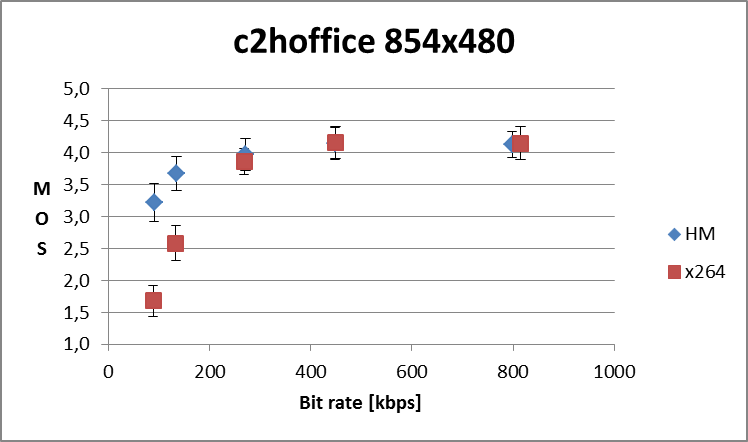 c2hoffice 854x480
5,0
4,5
4,0
3,5
3,0
2,5
2,0
1,5
1,0
M
O
S
0 200 400 600 800 1000
Bit rate [kbps]
HM
x264